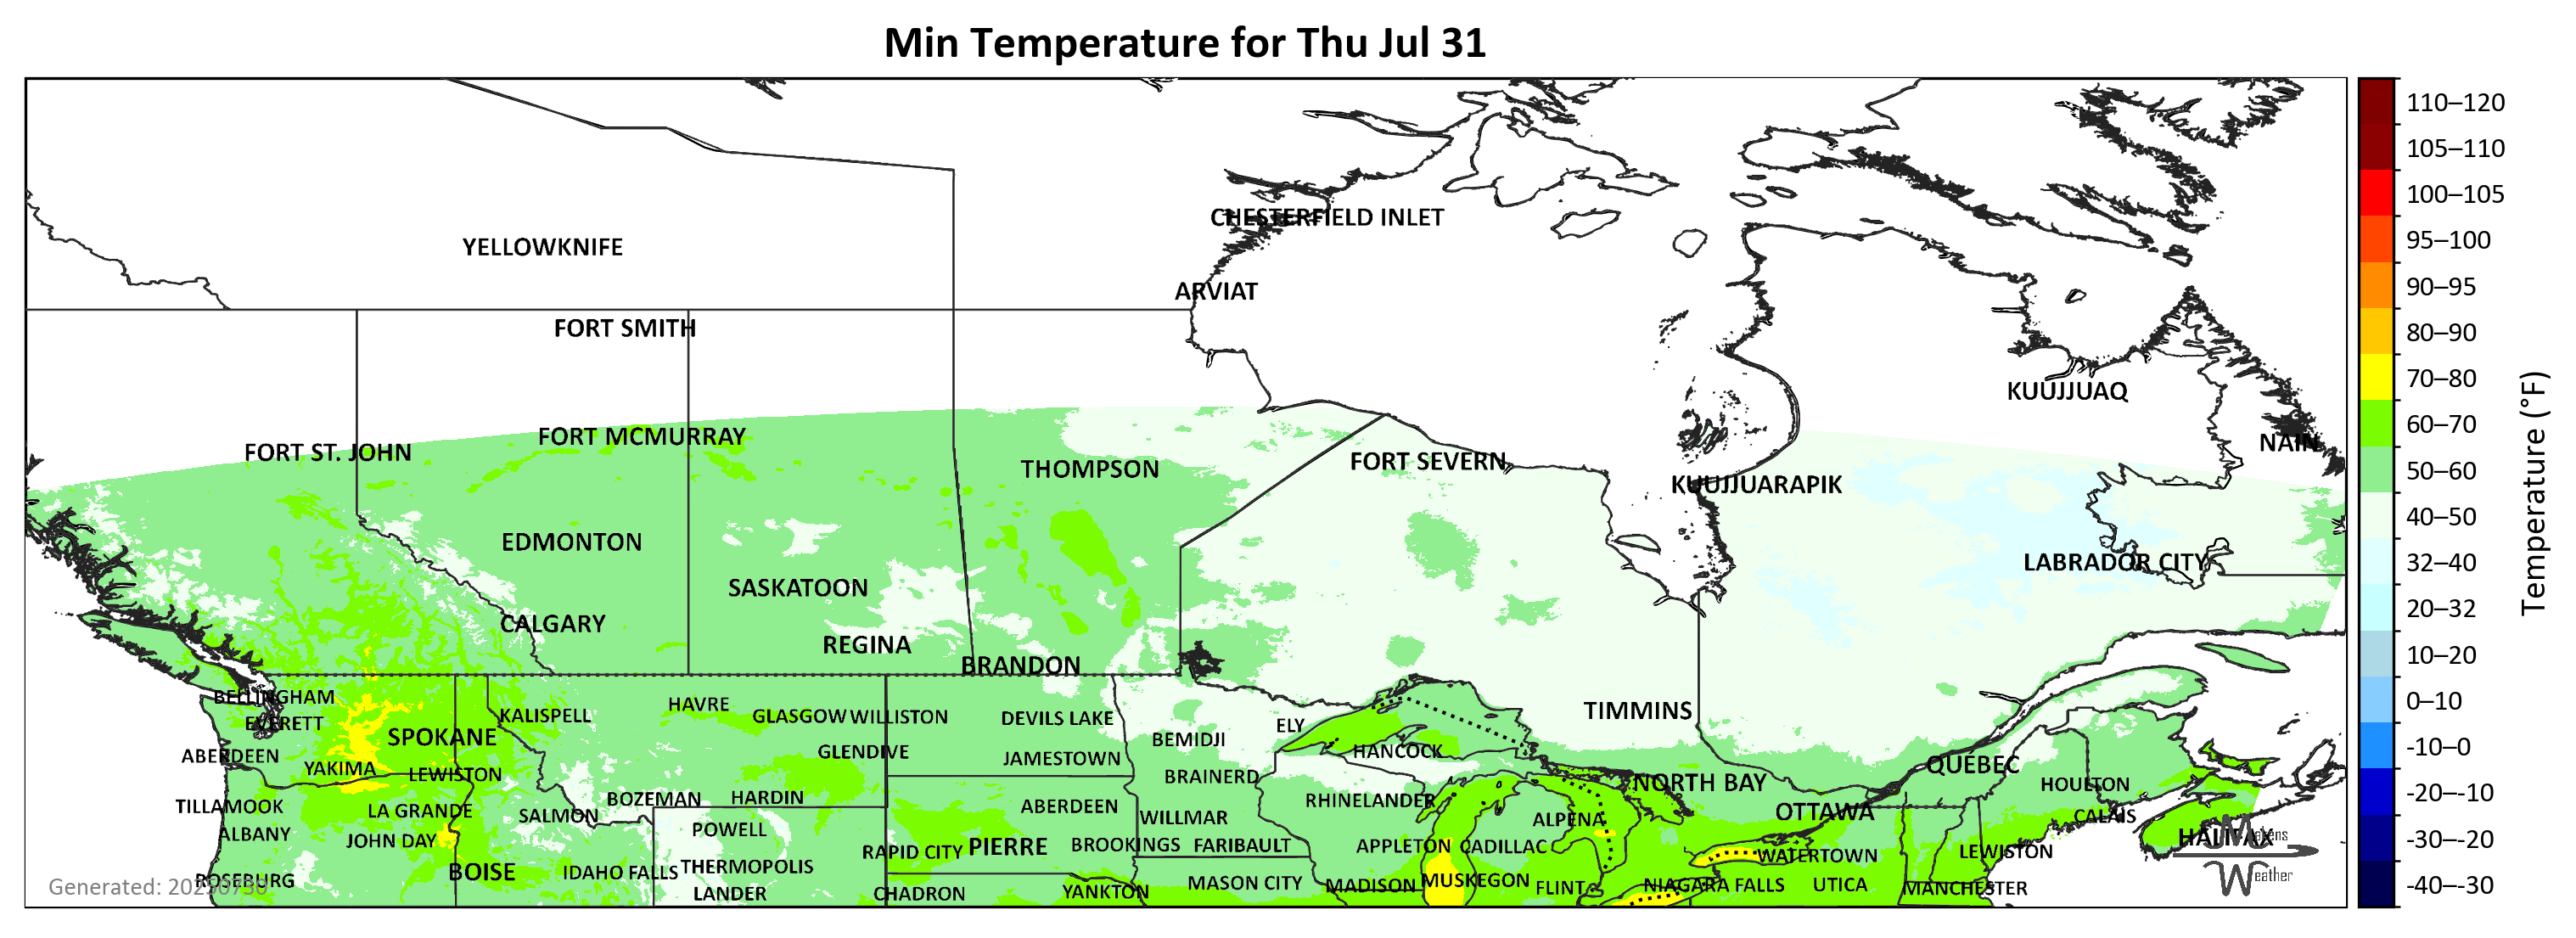 Min Temperature for Thu Jul 31
CHESTERFIELD INLET
YELLOWKNIFE
ARVIAT
FORT SMITH
KUUJJUAQ
FORT MCMURRAY
NAIN
FORT ST. JOHN
FORT SEVERN
THOMPSON
KUUJJUARAPIK
EDMONTON
LABRADOR CITY
SASKATOON
CALGARY
REGINA
BRANDON
BELLINGHAM
HAVRE
TIMMINS
KALISPELL
GLASGOW
WILLISTON
DEVILS LAKE
EVERETT
ELY
SPOKANE
BEMIDJI
ABERDEEN
GLENDIVE
JAMESTOWN
HANCOCK
QUÉBEC
YAKIMA
LEWISTON
BRAINERD
NORTH BAY
HOULTON
BOZEMAN
HARDIN
RHINELANDER
TILLAMOOK
LA GRANDE
SALMON
ABERDEEN
WILLMAR
ALPENA
OTTAWA
CALAIS
ALBANY
JOHN DAY
POWELL
HALIFAX
RAPID CITY
PIERRE
BROOKINGS
FARIBAULT
APPLETON
CADILLAC
WATERTOWN
LEWISTON
BOISE
IDAHO FALLS
THERMOPOLIS
ROSEBURG
LANDER
CHADRON
YANKTON
MASON CITY
MADISON
MUSKEGON
FLINT
NIAGARA FALLS
UTICA
MANCHESTER
Generated: 20250730
Makens
Weather
110–120
105–110
100–105
95–100
90–95
80–90
70–80
60–70
50–60
40–50
32–40
20–32
10–20
0–10
-10–0
-20–-10
-30–-20
-40–-30
Temperature (°F)